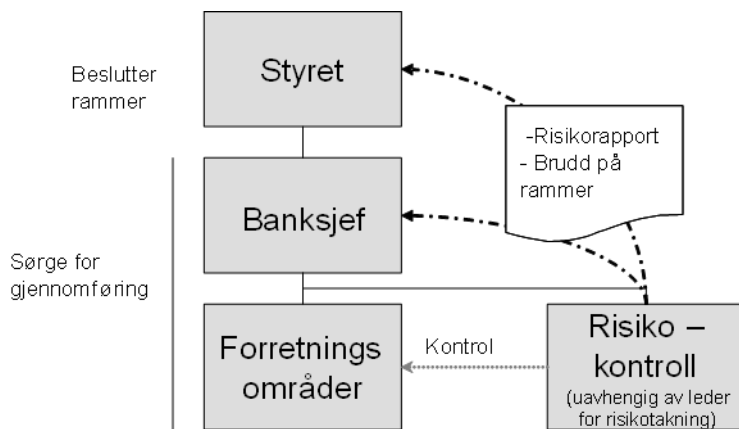 Beslutter
rammer
Styret
-Risikorapport
- Brudd på
rammer
Banksjef
Sørge for
gjennomføring
Forretnings
områder
Kontrol
Risiko –
kontroll
(uavhengig av leder
for risikotakning)